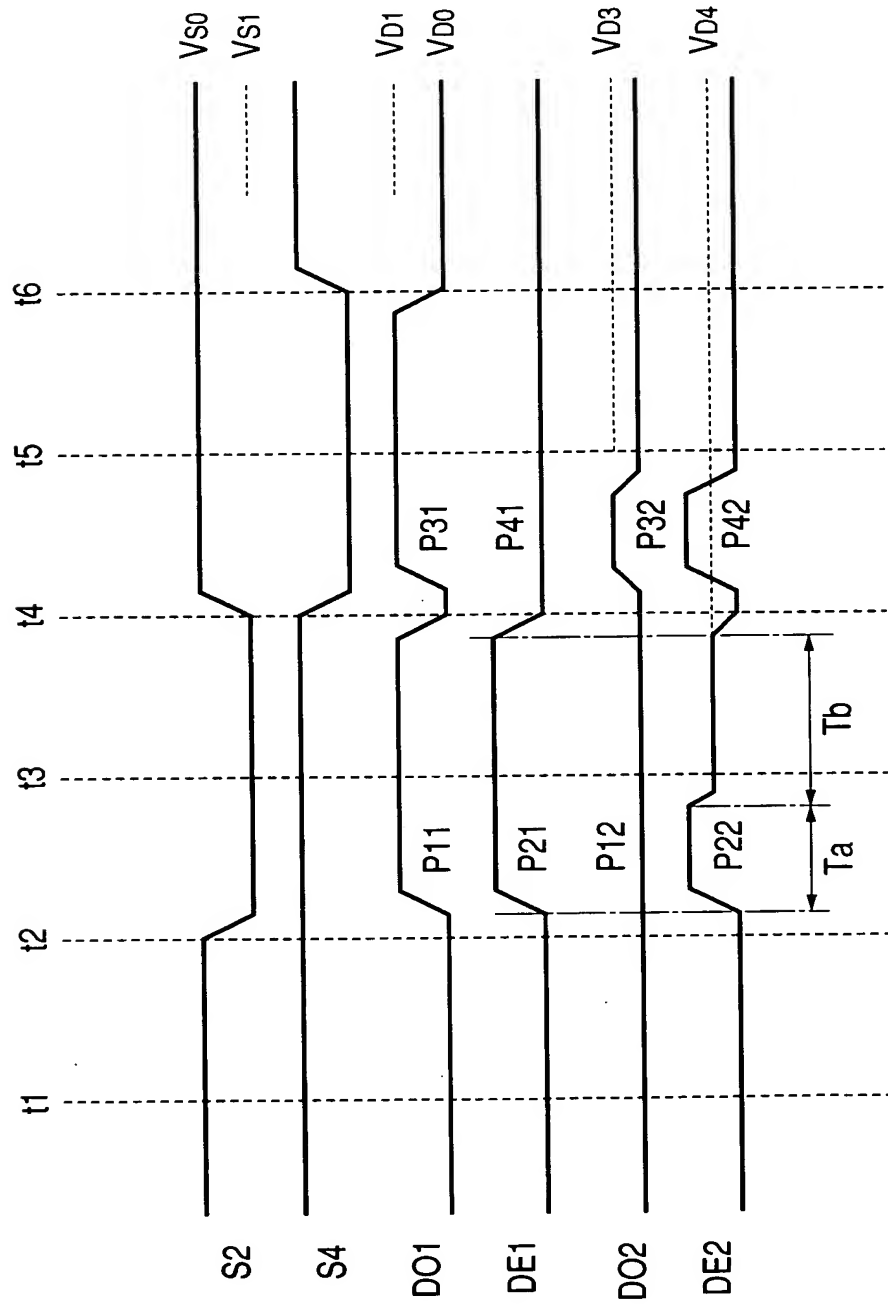 t1
t2
t3
t4
t5
t6
S2
VS0
VS1
S4
DO1
P11
P31
VD1
VD0
DE1
P21
P41
DO2
P12
P32
VD3
DE2
P22
P42
VD4
Ta
Tb